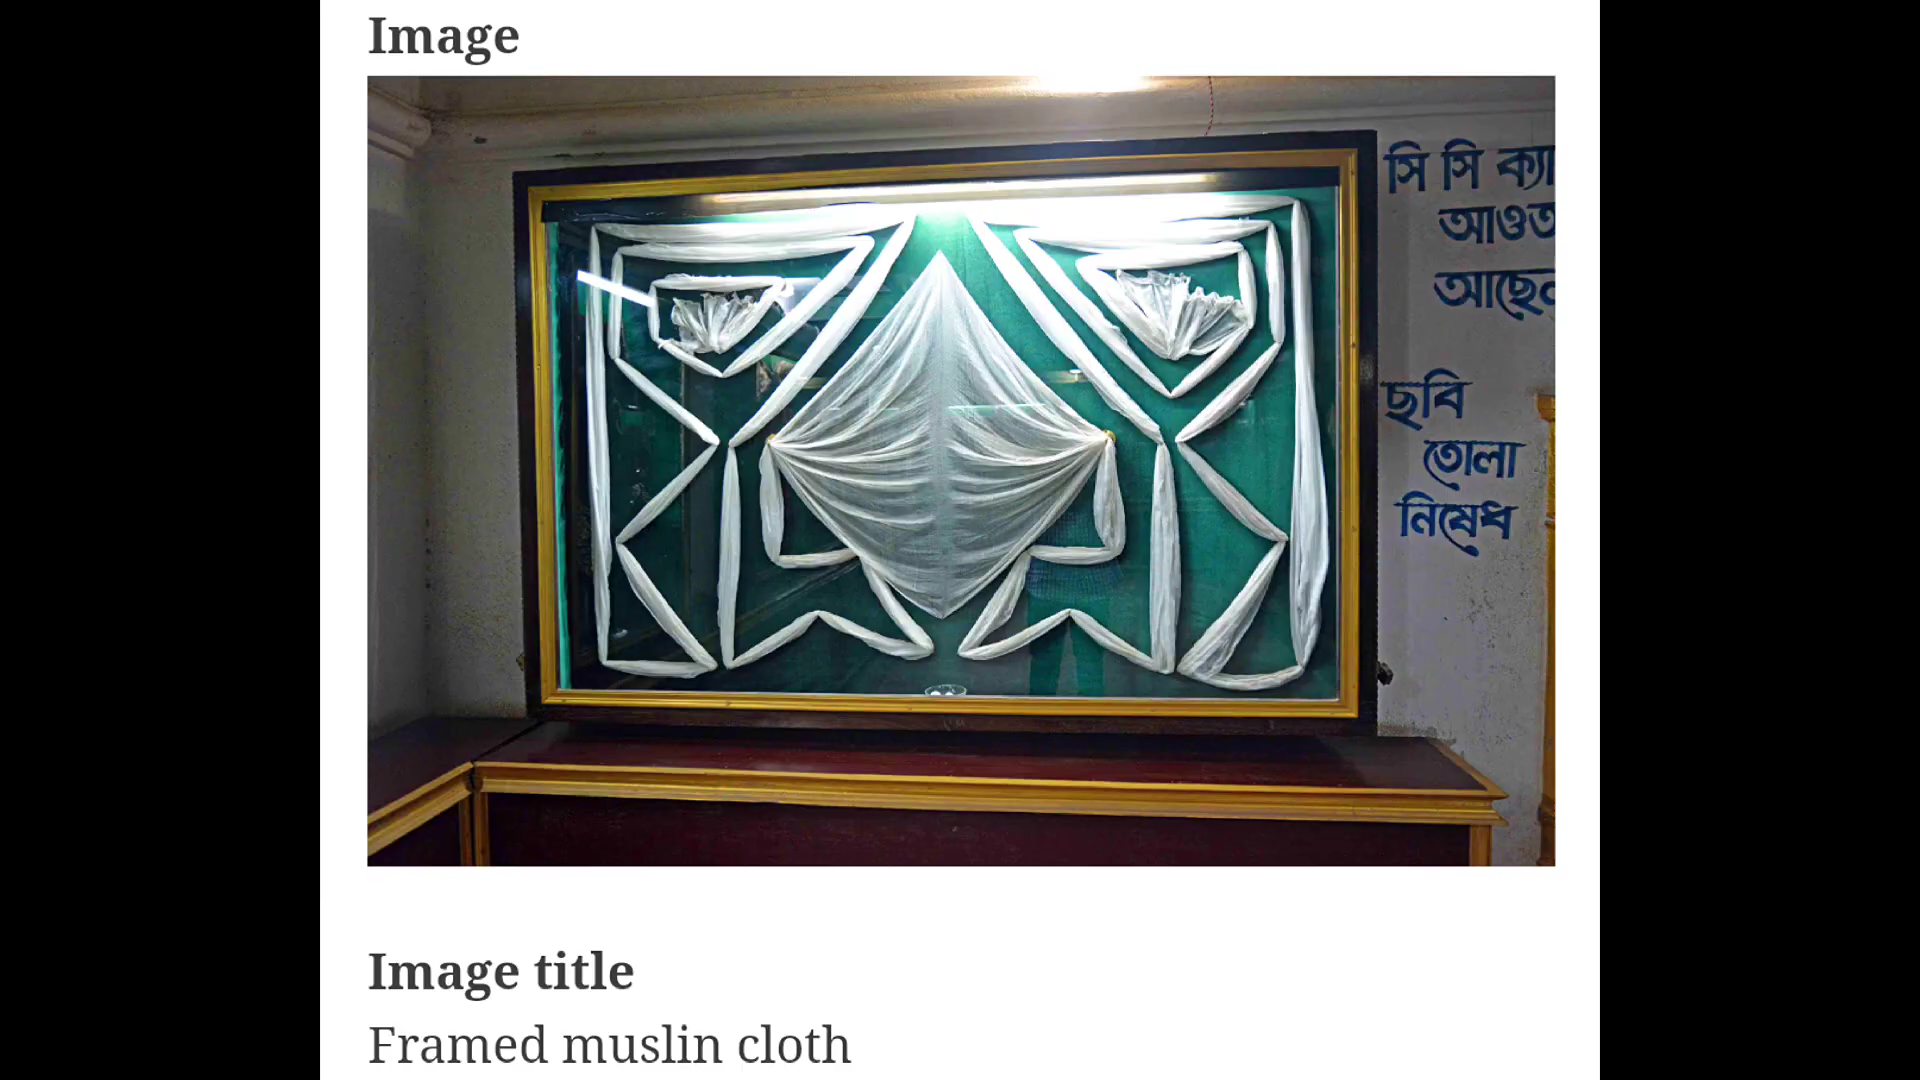 Image
সি সি ক্যা
আওত
আছেন
ছবি
তোলা
নিষেধ
Image title
Framed muslin cloth